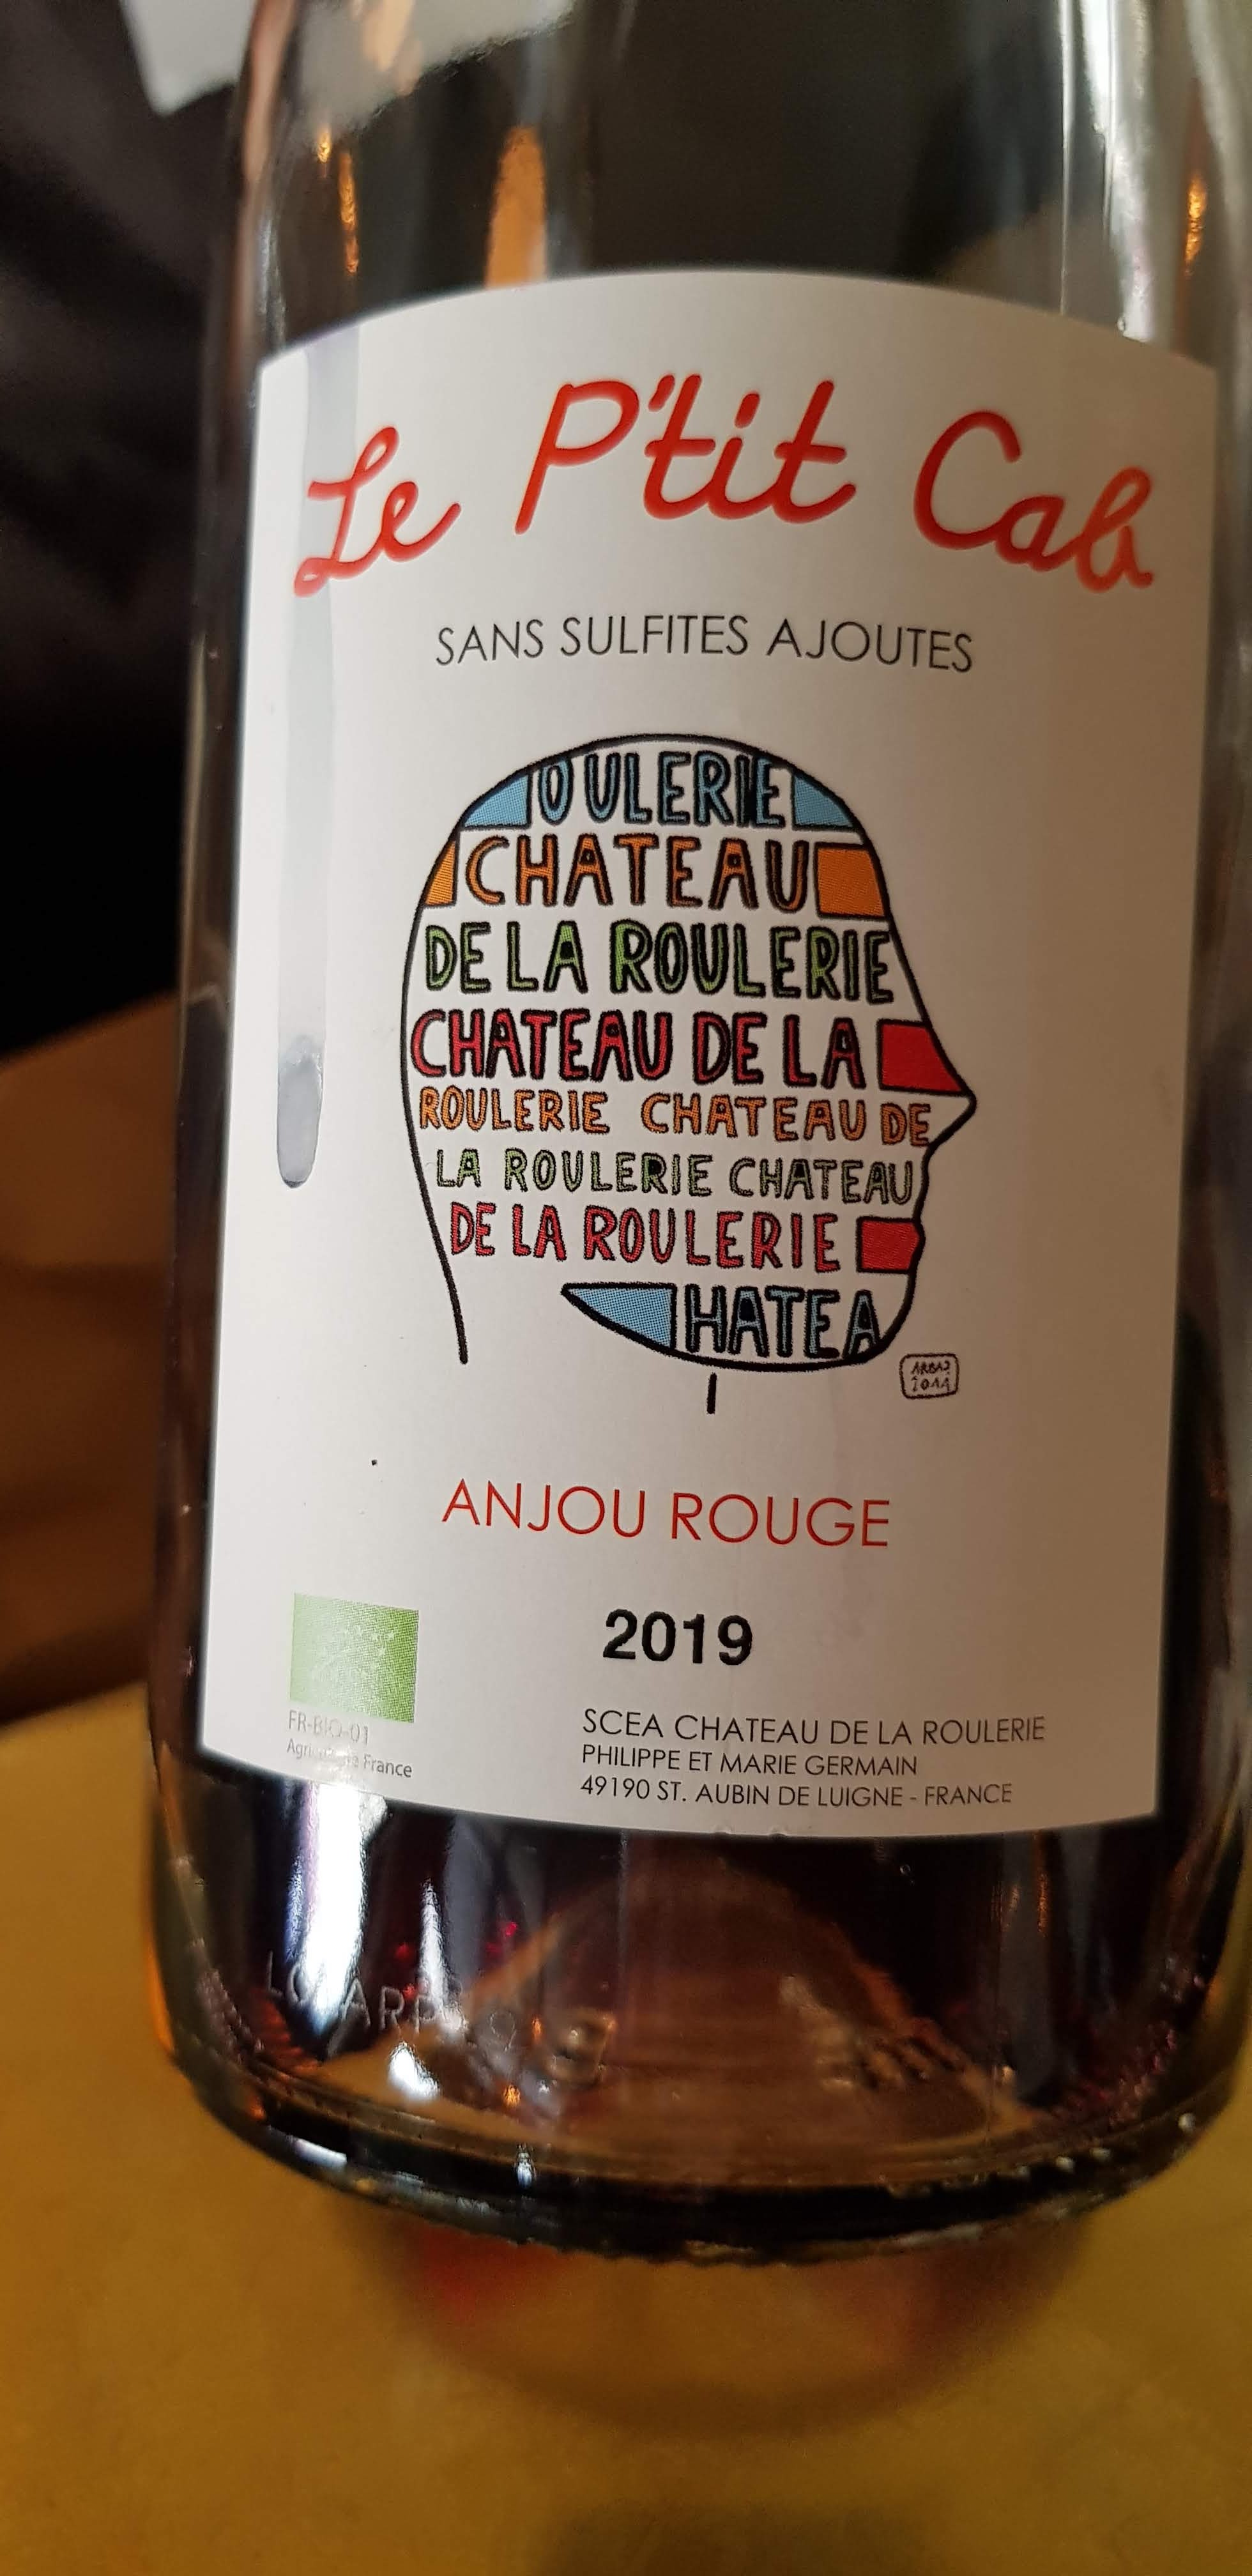 Le P'tit Cab
SANS SULFITES AJOUTES
OULERIE
CHATEAU
DE LA ROULERIE
CHATEAU DE LA
ROULERIE CHATEAU DE
LA ROULERIE CHATEAU
DE LA ROULERIE
HATEA
ANJOU ROUGE
2019
FR-BIO-01
France
SCEA CHATEAU DE LA ROULERIE
PHILIPPE ET MARIE GERMAIN
49190 ST. AUBIN DE LUIGNE - FRANCE